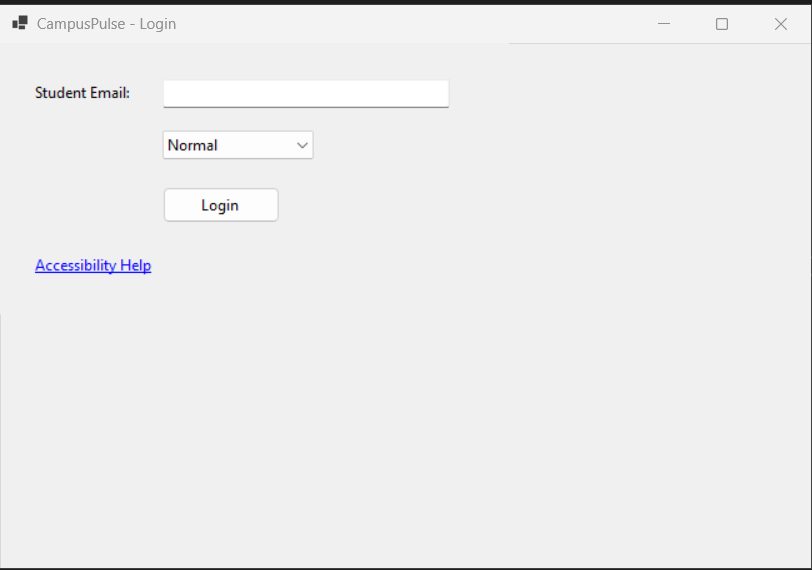 CampusPulse - Login
Student Email:
Normal
Login
Accessibility Help